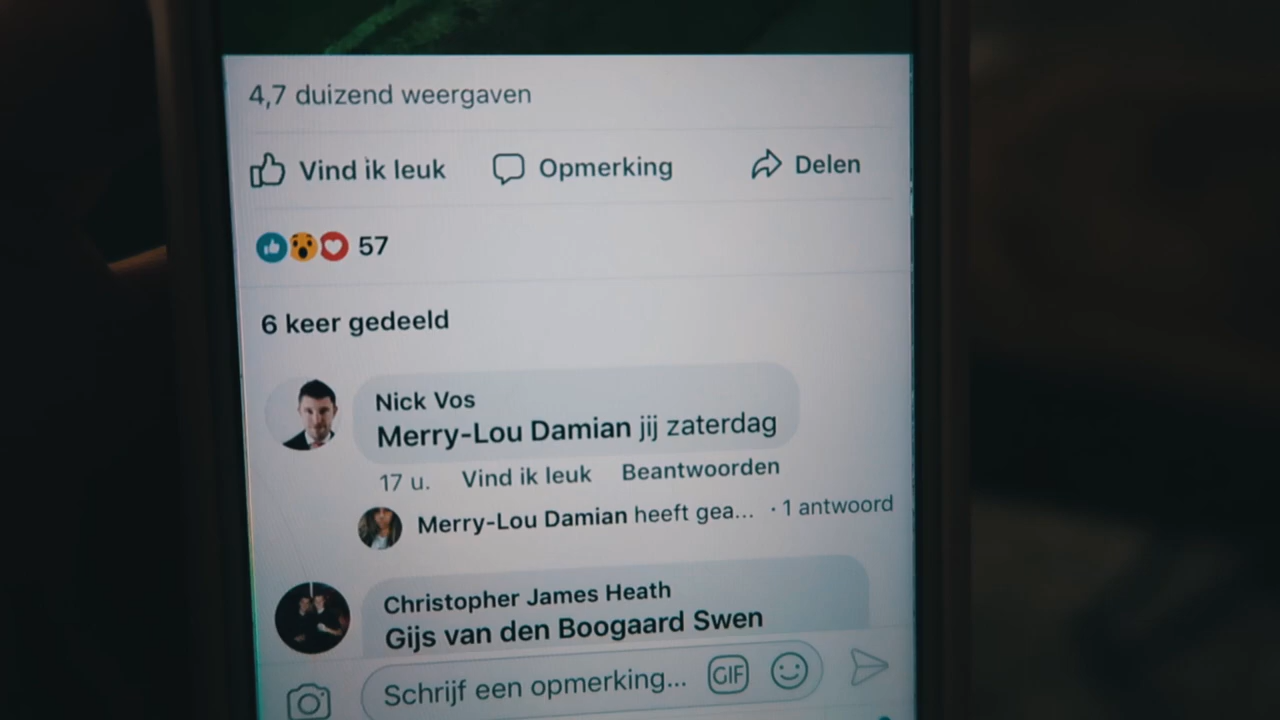 4,7 duizend weergaven
Vind ik leuk Opmerking Delen
57
6 keer gedeeld
Nick Vos
Merry-Lou Damian jij zaterdag
17 u. Vind ik leuk Beantwoorden
Merry-Lou Damian heeft gea... · 1 antwoord
Christopher James Heath
Gijs van den Boogaard Swen
Schrijf een opmerking... GIF